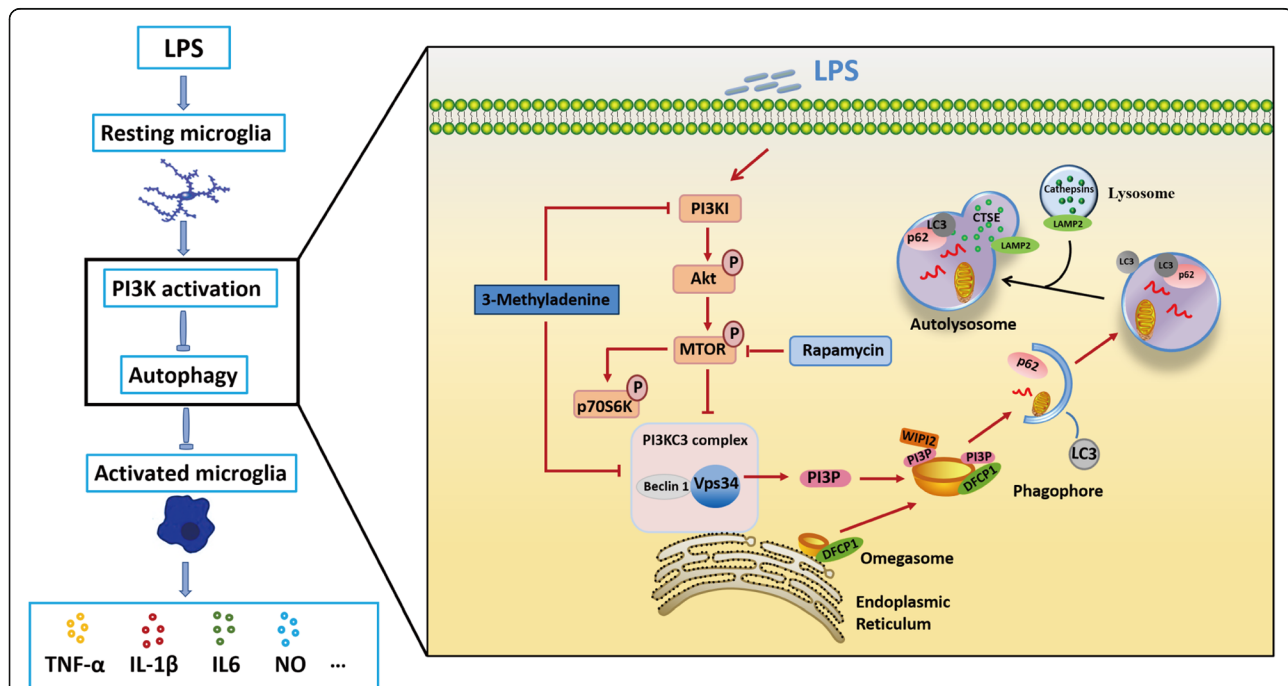 LPS
Resting microglia
PI3K activation
Autophagy
Activated microglia
TNF-α IL-1β IL6 NO ...
LPS
PI3KI
Akt
P
3-Methyladenine
MTOR
P
Rapamycin
p70S6K
P
PI3KC3 complex
Beclin 1
Vps34
PI3P
WIPI2
PI3P
PI3P
DFCP1
Phagophore
DFCP1
Omegasome
Endoplasmic
Reticulum
p62
LC3
LC3
LC3
p62
Cathepsins
Lysosome
LAMP2
LC3
p62
CTSE
LAMP2
Autolysosome